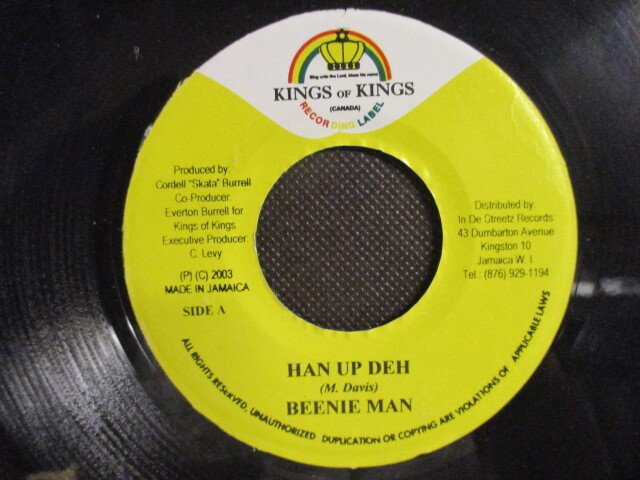 Sing unto the Lord, bless his name
KINGS OF KINGS
(CANADA)
RECORDING LABEL
Produced by:
Cordell "Skata" Burrell
Co-Producer:
Everton Burrell for
Kings of Kings
Executive Producer:
C. Levy
(P) (C) 2003
MADE IN JAMAICA
SIDE A
Distributed by:
In De Streetz Records
43 Dumbarton Avenue
Kingston 10
Jamaica W. I.
Tel.: (876) 929-1194
HAN UP DEH
(M. Davis)
BEENIE MAN
ALL RIGHTS RESERVED, UNAUTHORIZED DUPLICATION OR COPYING ARE VIOLATIONS OF APPLICABLE LAWS